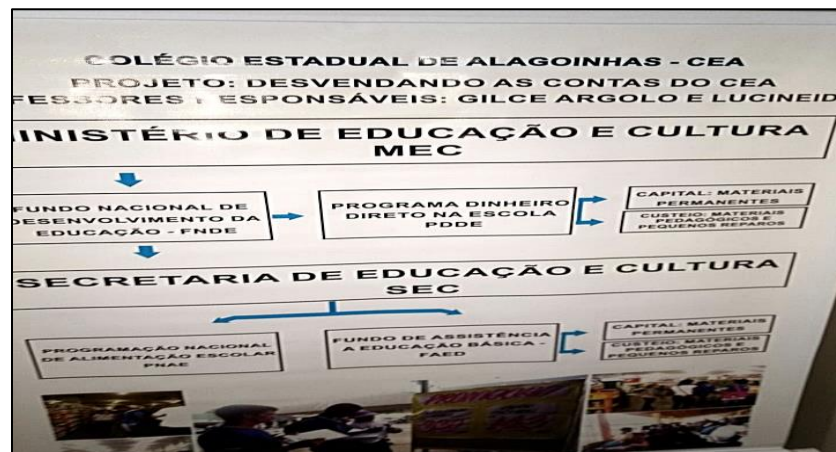 COLÉGIO ESTADUAL DE ALAGOINHAS - CEA
PROJETO: DESVENDANDO AS CONTAS DO CEA
FESSORES RESPONSÁVEIS: GILCE ARGOLO E LUCINEID
INISTÉRIO DE EDUCAÇÃO E CULTURA
MEC
FUNDO NACIONAL DE
DESENVOLVIMENTO DA
EDUCAÇÃO - FNDE
PROGRAMA DINHEIRO
DIRETO NA ESCOLA
PDDE
CAPITAL: MATERIAIS
PERMANENTES
CUSTEIO: MATERIAIS
PEDAGÓGICOS E
PEQUENOS REPAROS
SECRETARIA DE EDUCAÇÃO E CULTURA
SEC
PROGRAMAÇÃO NACIONAL
DE ALIMENTAÇÃO ESCOLAR
PNAE
FUNDO DE ASSISTÊNCIA
A EDUCAÇÃO BÁSICA -
FAED
CAPITAL: MATERIAIS
PERMANENTES
CUSTEIO: MATERIAIS
PEDAGÓGICOS E
PEQUENOS REPAROS